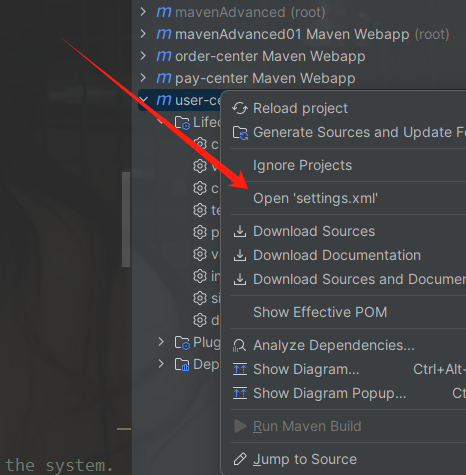 mavenAdvanced (root)
mavenAdvanced01 Maven Webapp (root)
order-center Maven Webapp
pay-center Maven Webapp
user-ce
Reload project
Lifec
Generate Sources and Update Fo
c
v
Ignore Projects
c
Open 'settings.xml'
te
p
Download Sources
v
Download Documentation
in
Download Sources and Documen
si
d
Show Effective POM
Plug
Analyze Dependencies...
Dep
Show Diagram... Ctrl+Alt+
Show Diagram Popup... Ct
Run Maven Build
the system.
Jump to Source